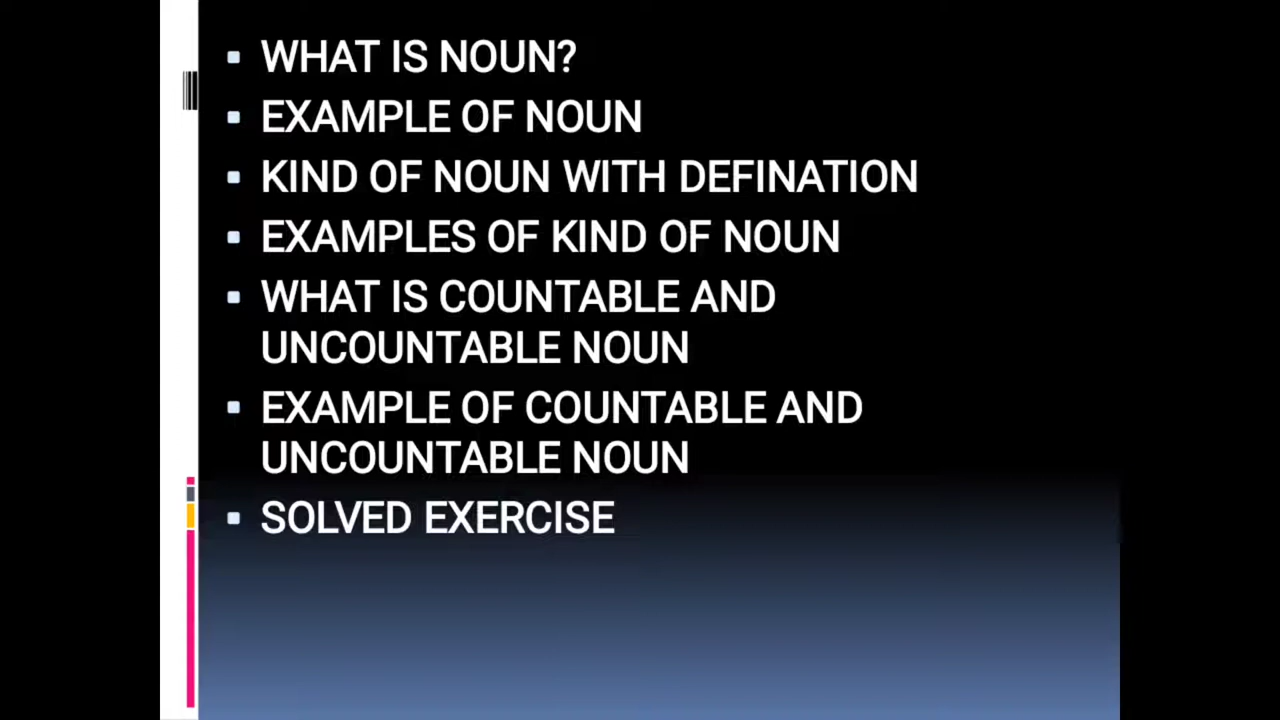 WHAT IS NOUN?
EXAMPLE OF NOUN
KIND OF NOUN WITH DEFINATION
EXAMPLES OF KIND OF NOUN
WHAT IS COUNTABLE AND
UNCOUNTABLE NOUN
EXAMPLE OF COUNTABLE AND
UNCOUNTABLE NOUN
SOLVED EXERCISE